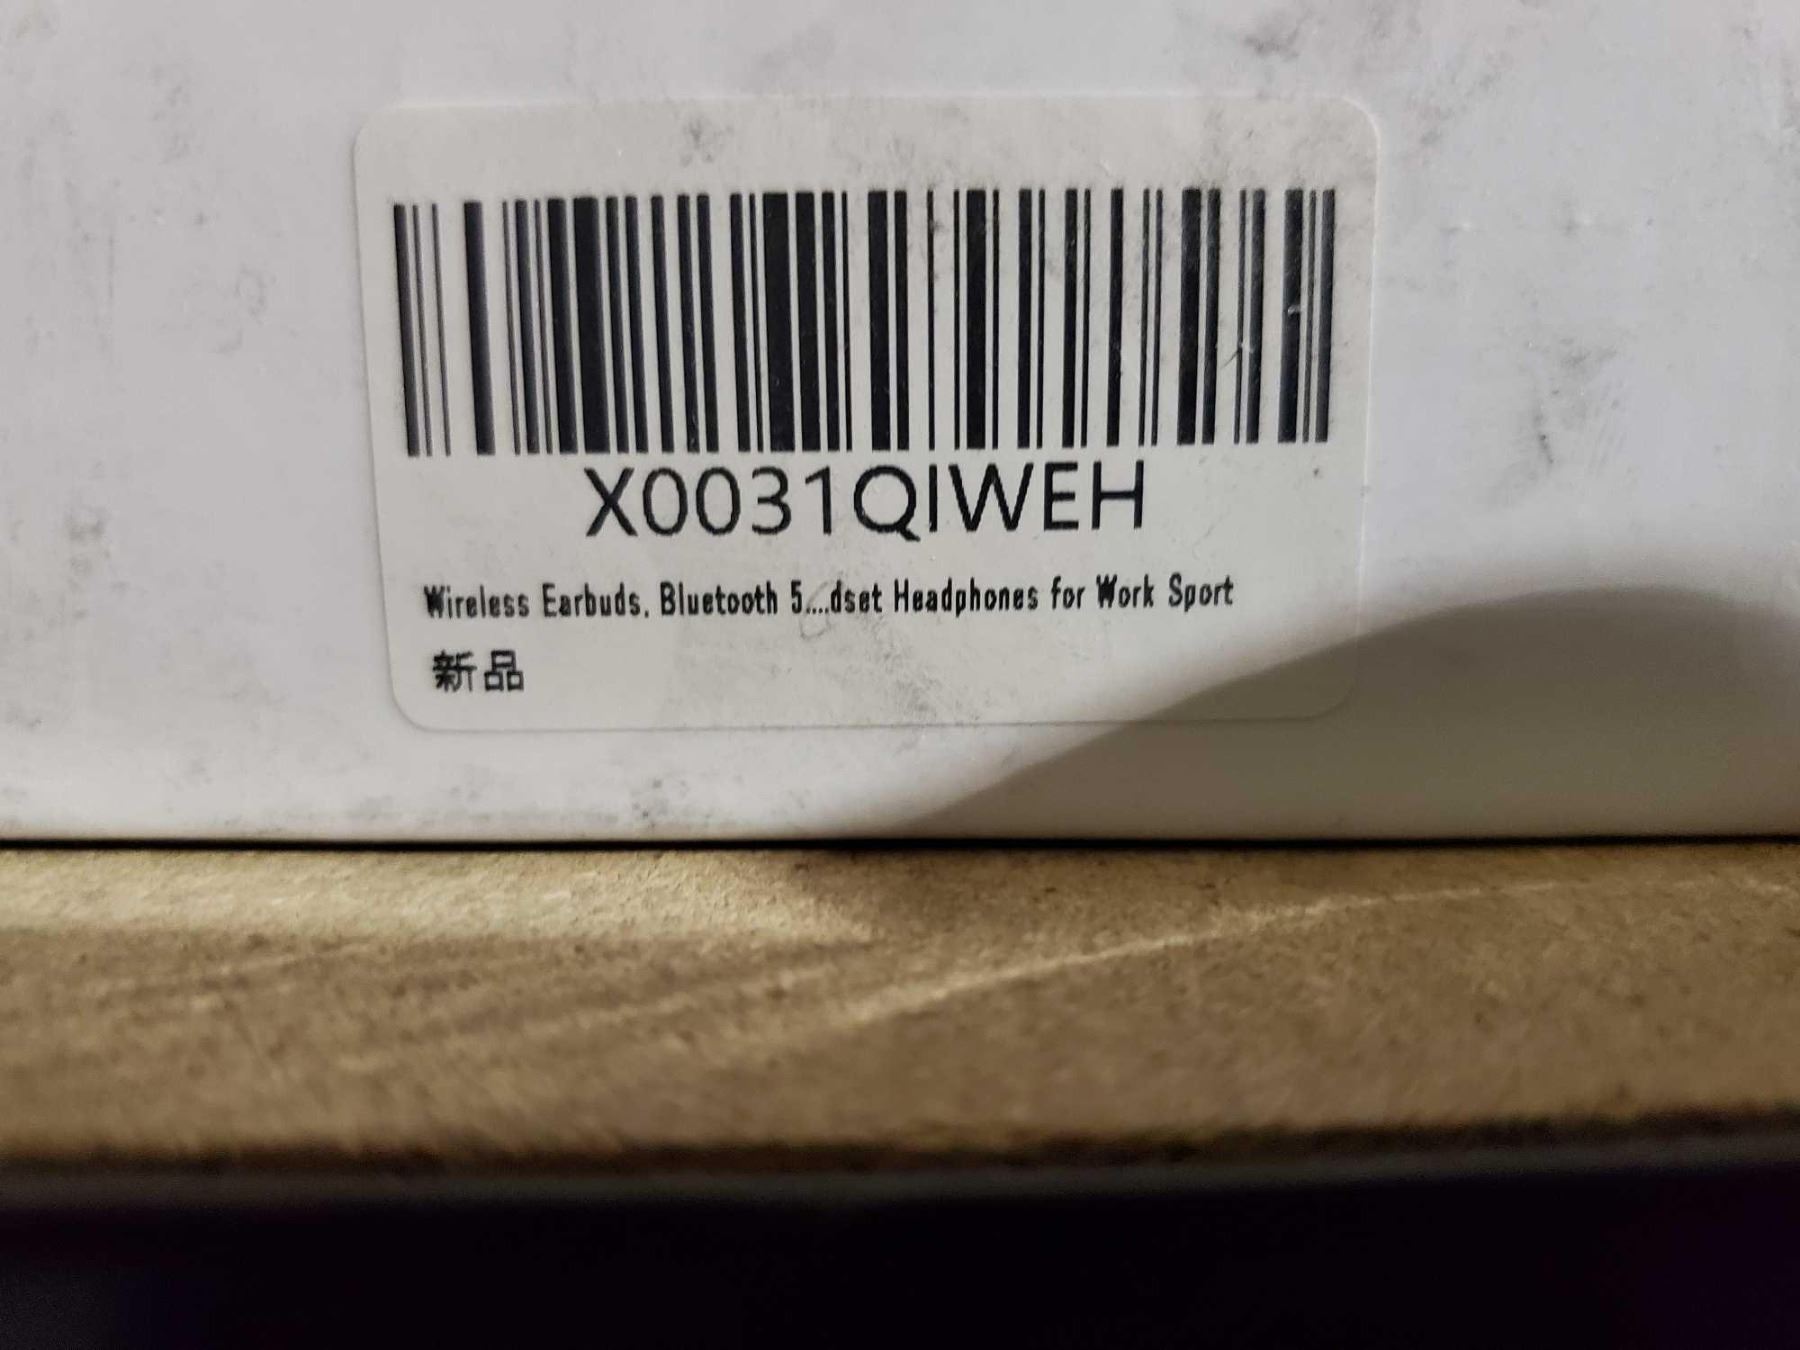 X0031QIWEH
Wireless Earbuds, Bluetooth 5....dset Headphones for Work Sport
新品